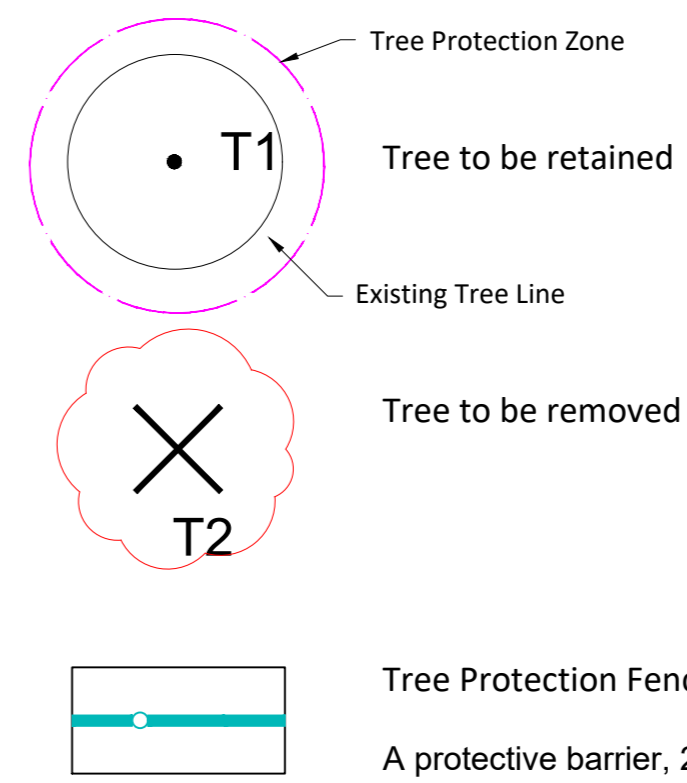 Tree Protection Zone
T1
Tree to be retained
Existing Tree Line
Tree to be removed
T2
Tree Protection
A protective barrier,